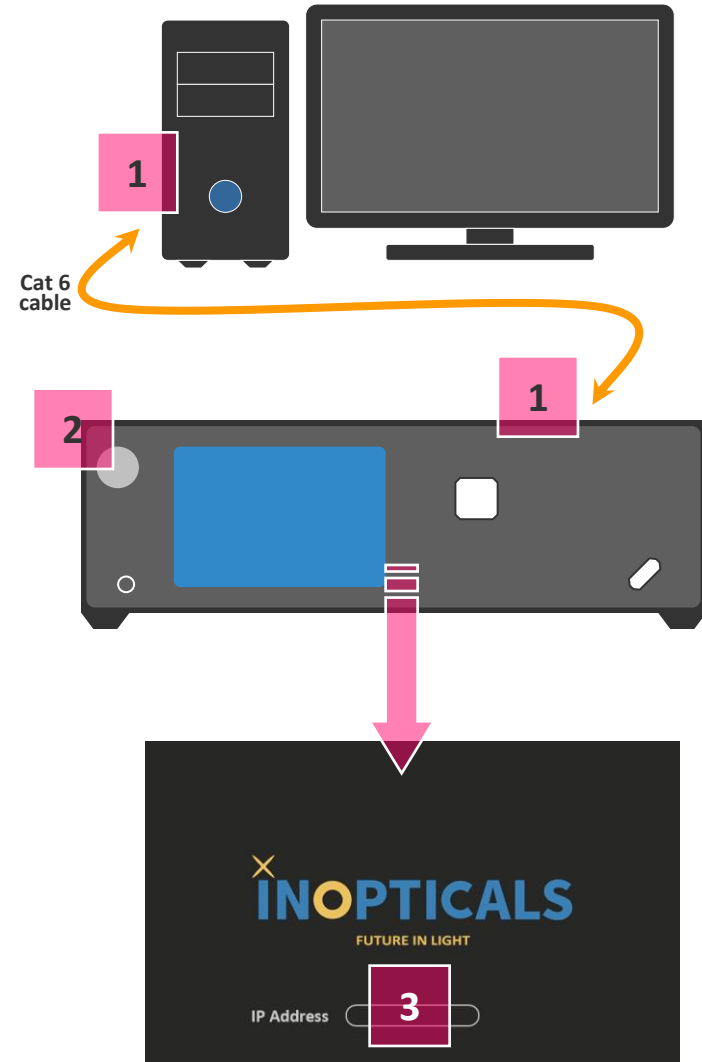 1
Cat 6
cable
1
2
INOPTICALS
FUTURE IN LIGHT
IP Address
3